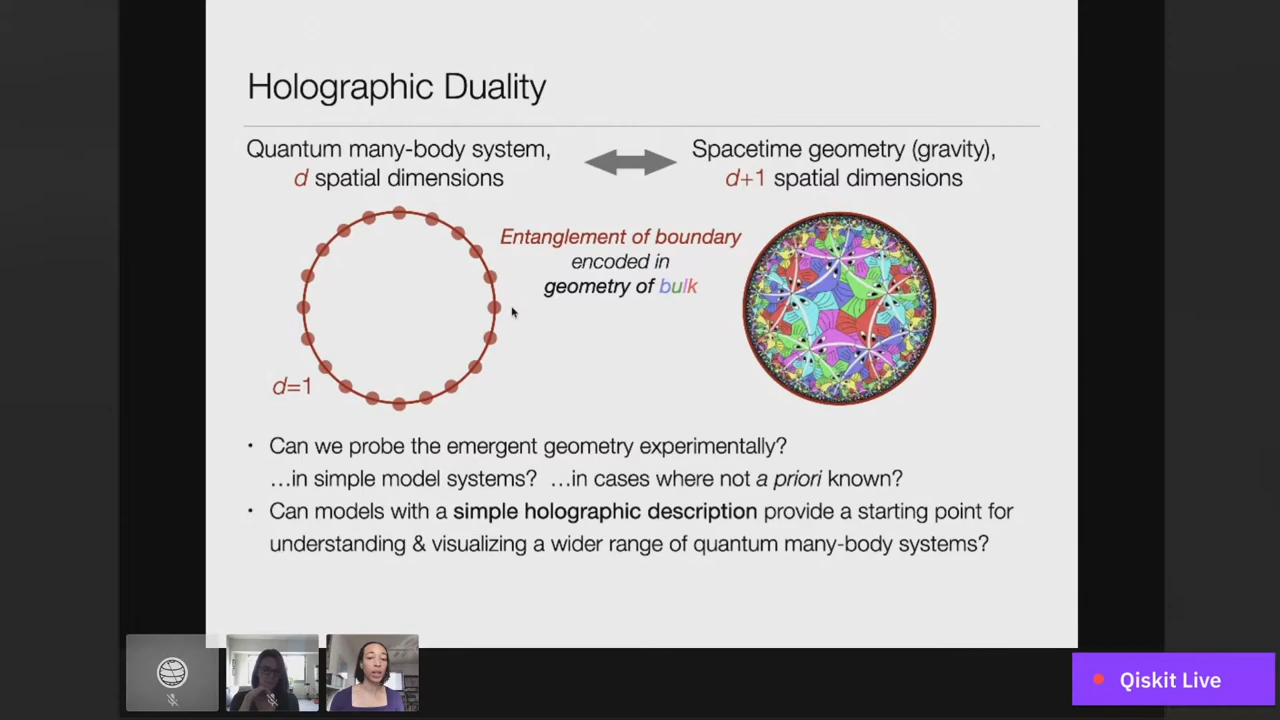 Holographic Duality
Quantum many-body system,
d spatial dimensions
Spacetime geometry (gravity),
d+1 spatial dimensions
Entanglement of boundary
encoded in
geometry of bulk
d=1
• Can we probe the emergent geometry experimentally?
…in simple model systems? …in cases where not a priori known?
• Can models with a simple holographic description provide a starting point for
understanding & visualizing a wider range of quantum many-body systems?
Qiskit Live